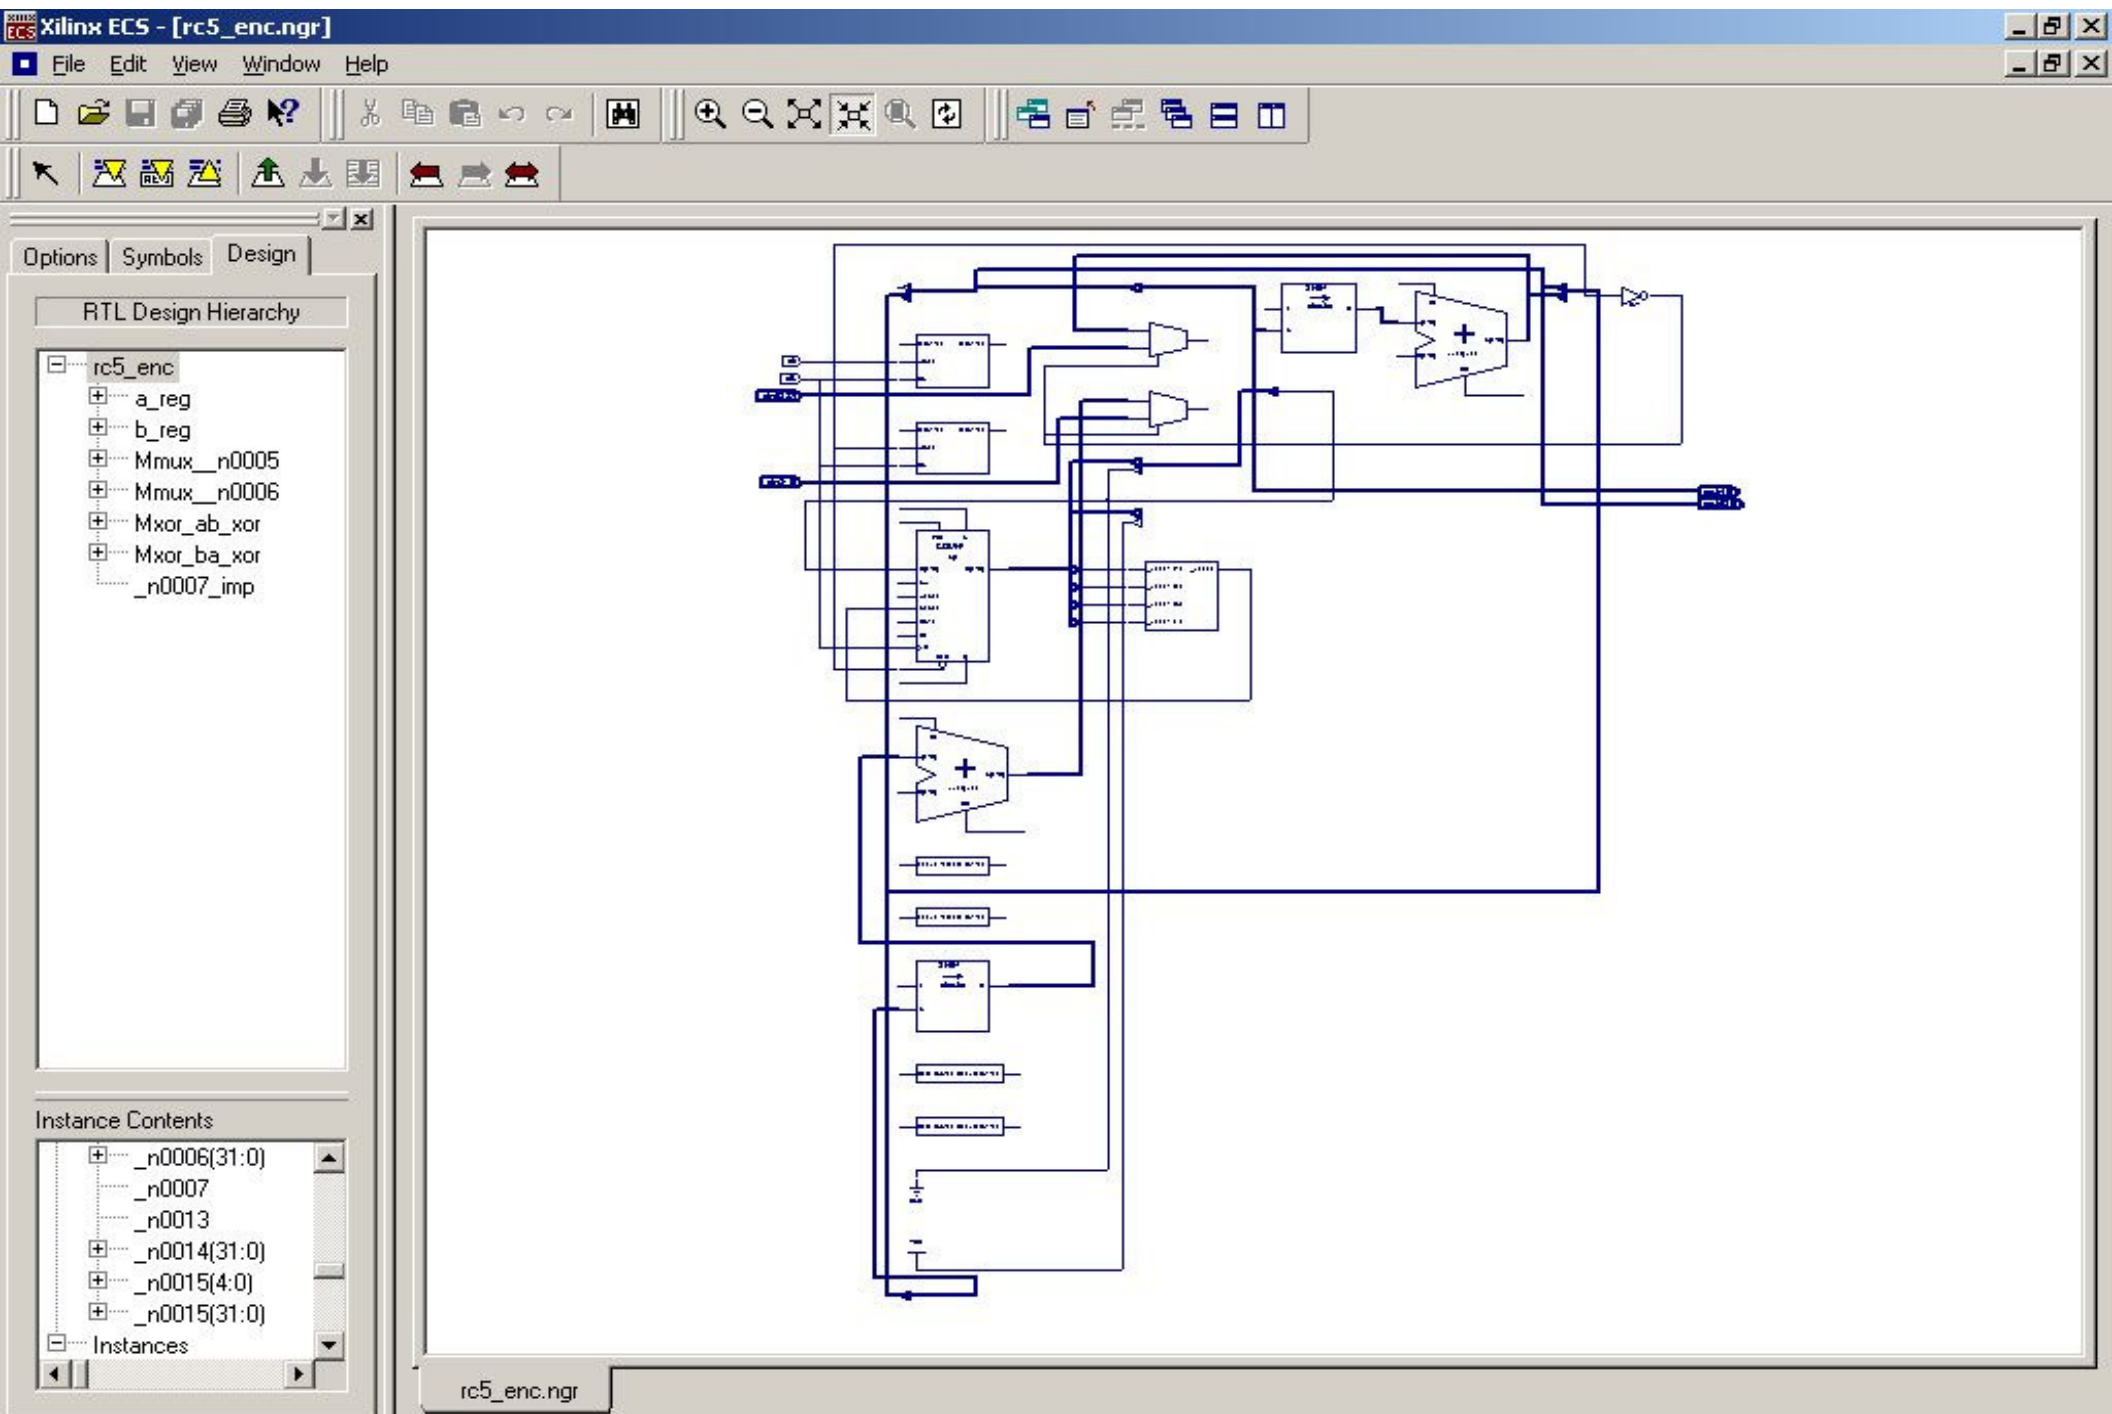 Xilinx ECS - [rc5_enc.ngr]
File Edit View Window Help
Options Symbols Design
RTL Design Hierarchy
rc5_enc
a_reg
b_reg
Mmux__n0005
Mmux__n0006
Mxor_ab_xor
Mxor_ba_xor
_n0007_imp
Instance Contents
_n0006(31:0)
_n0007
_n0013
_n0014(31:0)
_n0015(4:0)
_n0015(31:0)
Instances
rc5_enc.ngr